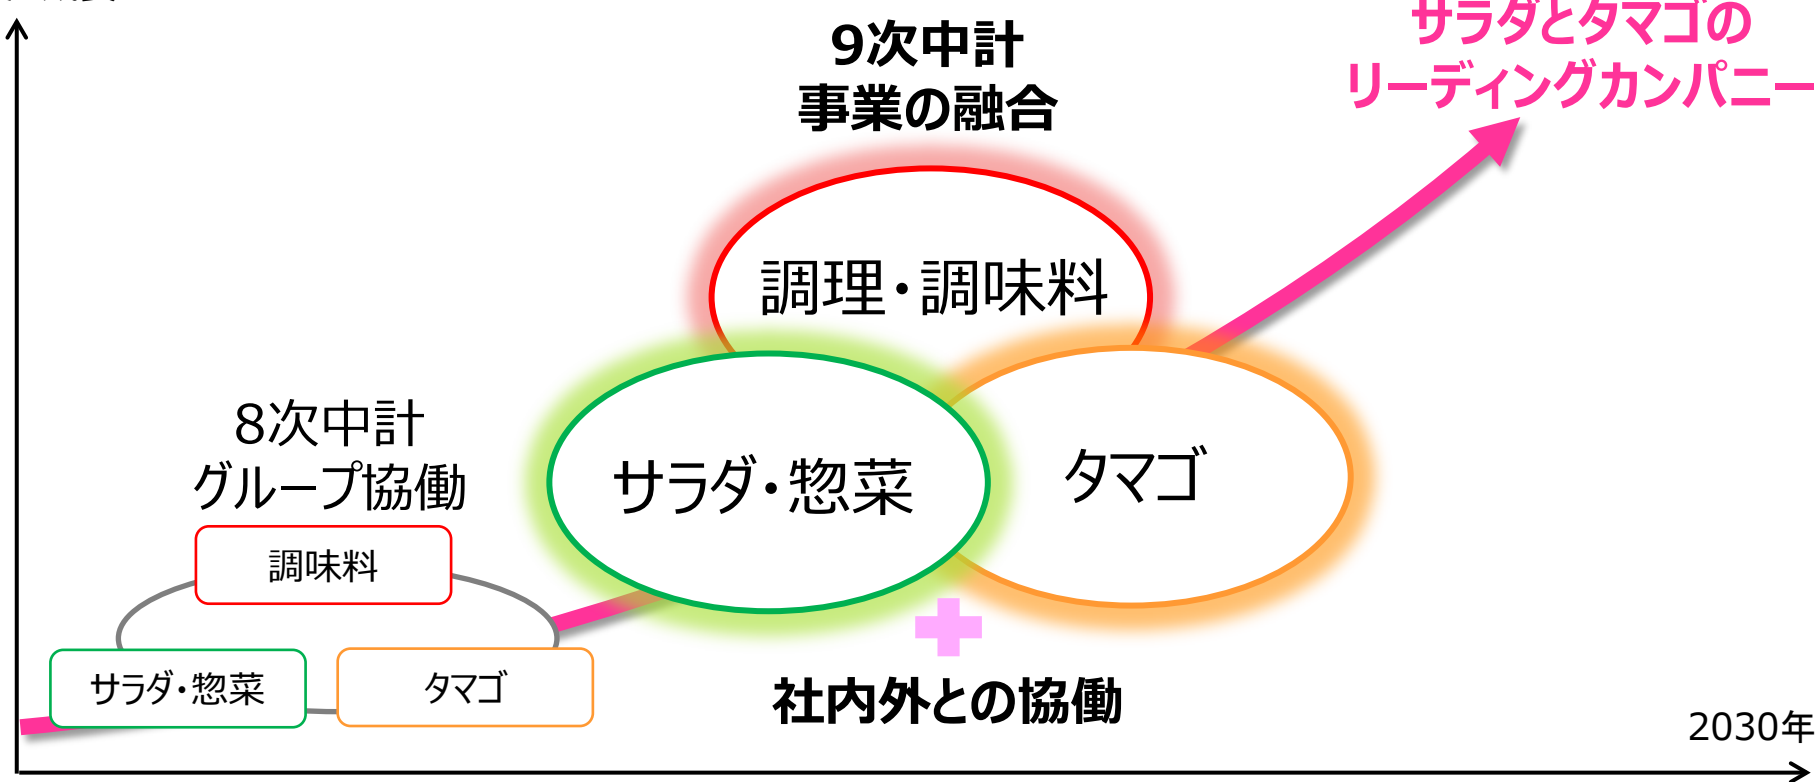 サラダとタマゴの
リーディングカンパニー
9次中計
事業の融合
調理・調味料
サラダ・惣菜
タマゴ
8次中計
グループ協働
調味料
サラダ・惣菜
タマゴ
社内外との協働
2030年